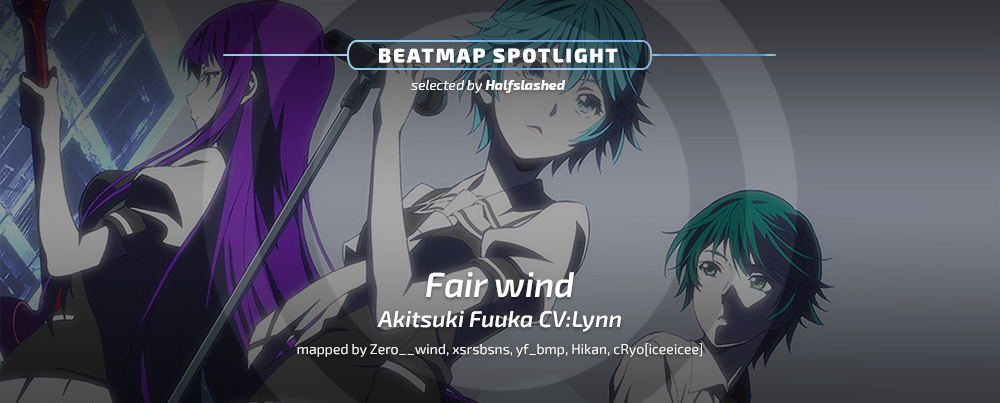 BEATMAP SPOTLIGHT
selected by Halfslashed
Fair wind
Akitsuki Fuuka CV:Lynn
mapped by Zero__wind, xsrsbsns, yf_bmp, Hikan, cRyo[iceeicee]